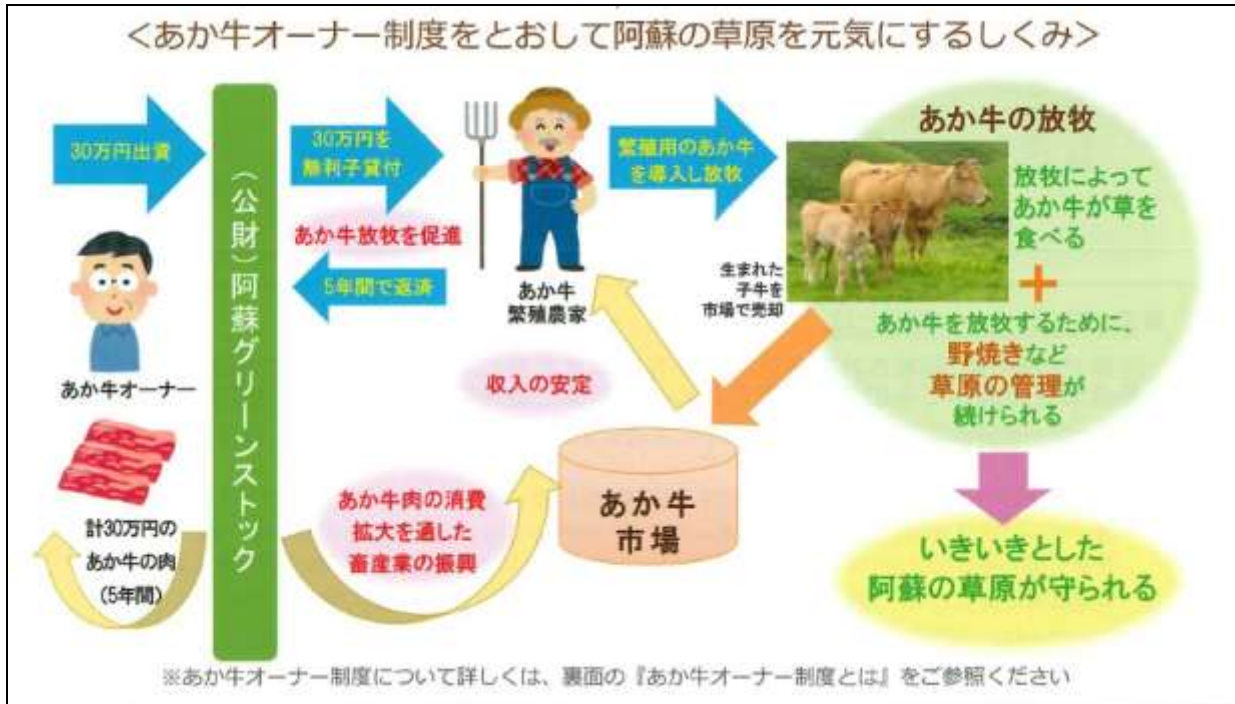 ＜あか牛オーナー制度をとおして阿蘇の草原を元気にするしくみ＞
30万円出資
（公財）阿蘇グリーンストック
30万円を
無利子貸付
あか牛放牧を促進
5年間で返済
あか牛
繁殖農家
繁殖用のあか牛
を導入し放牧
あか牛の放牧
放牧によって
あか牛が草を
食べる
＋
あか牛を放牧するために、
野焼きなど
草原の管理が
続けられる
生まれた
子牛を
市場で売却
収入の安定
あか牛オーナー
計30万円の
あか牛の肉
（5年間）
あか牛肉の消費
拡大を通した
畜産業の振興
あか牛
市場
いきいきとした
阿蘇の草原が守られる
※あか牛オーナー制度について詳しくは、裏面の『あか牛オーナー制度とは』をご参照ください